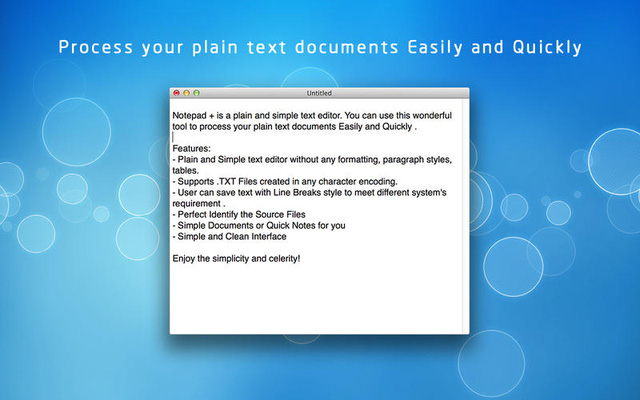 Process your plain text documents Easily and Quickly
Untitled
Notepad + is a plain and simple text editor. You can use this wonderful
tool to process your plain text documents Easily and Quickly .
Features:
- Plain and Simple text editor without any formatting, paragraph styles,
tables.
- Supports .TXT Files created in any character encoding.
- User can save text with Line Breaks style to meet different system's
requirement .
- Perfect Identify the Source Files
- Simple Documents or Quick Notes for you
- Simple and Clean Interface
Enjoy the simplicity and celerity!